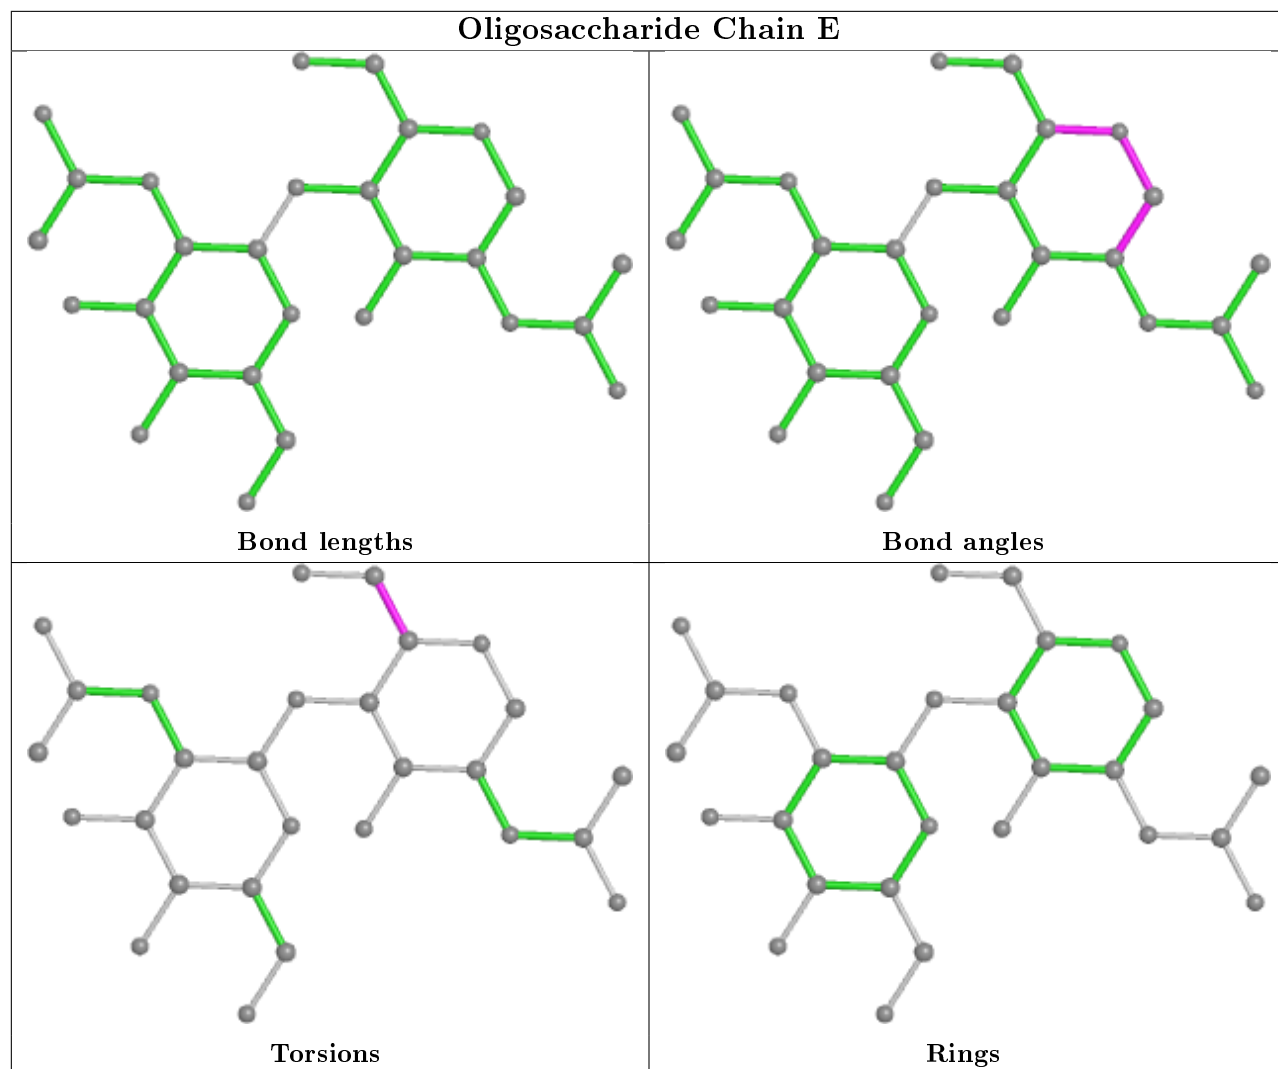 Oligosaccharide Chain E
Bond lengths
Bond angles
Torsions
Rings